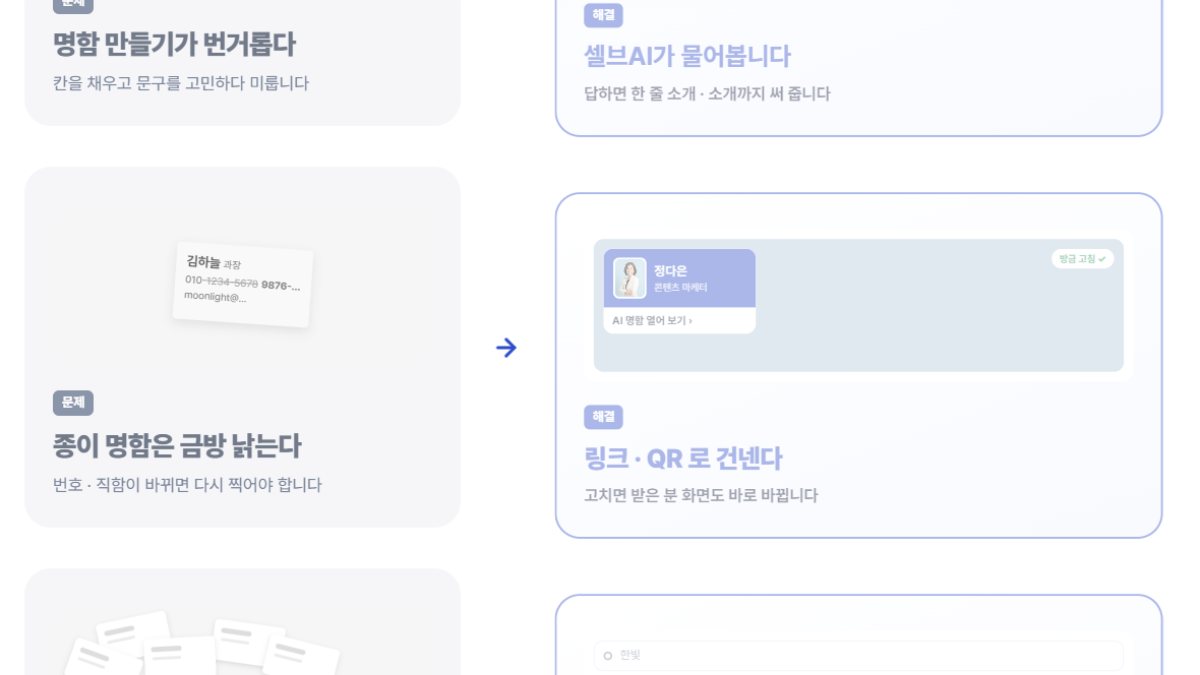 문제
명함 만들기가 번거롭다
칸을 채우고 문구를 고민하다 미룹니다
해결
셀브AI가 물어봅니다
답하면 한 줄 소개 · 소개까지 써 줍니다
김하늘 과장
010-1234-5678 9876-...
moonlight@...
문제
종이 명함은 금방 낡는다
번호 · 직함이 바뀌면 다시 찍어야 합니다
정다은
콘텐츠 마케터
AI 명함 열어 보기 ›
방금 고침 ✓
해결
링크 · QR 로 건넨다
고치면 받은 분 화면도 바로 바뀝니다
한빛